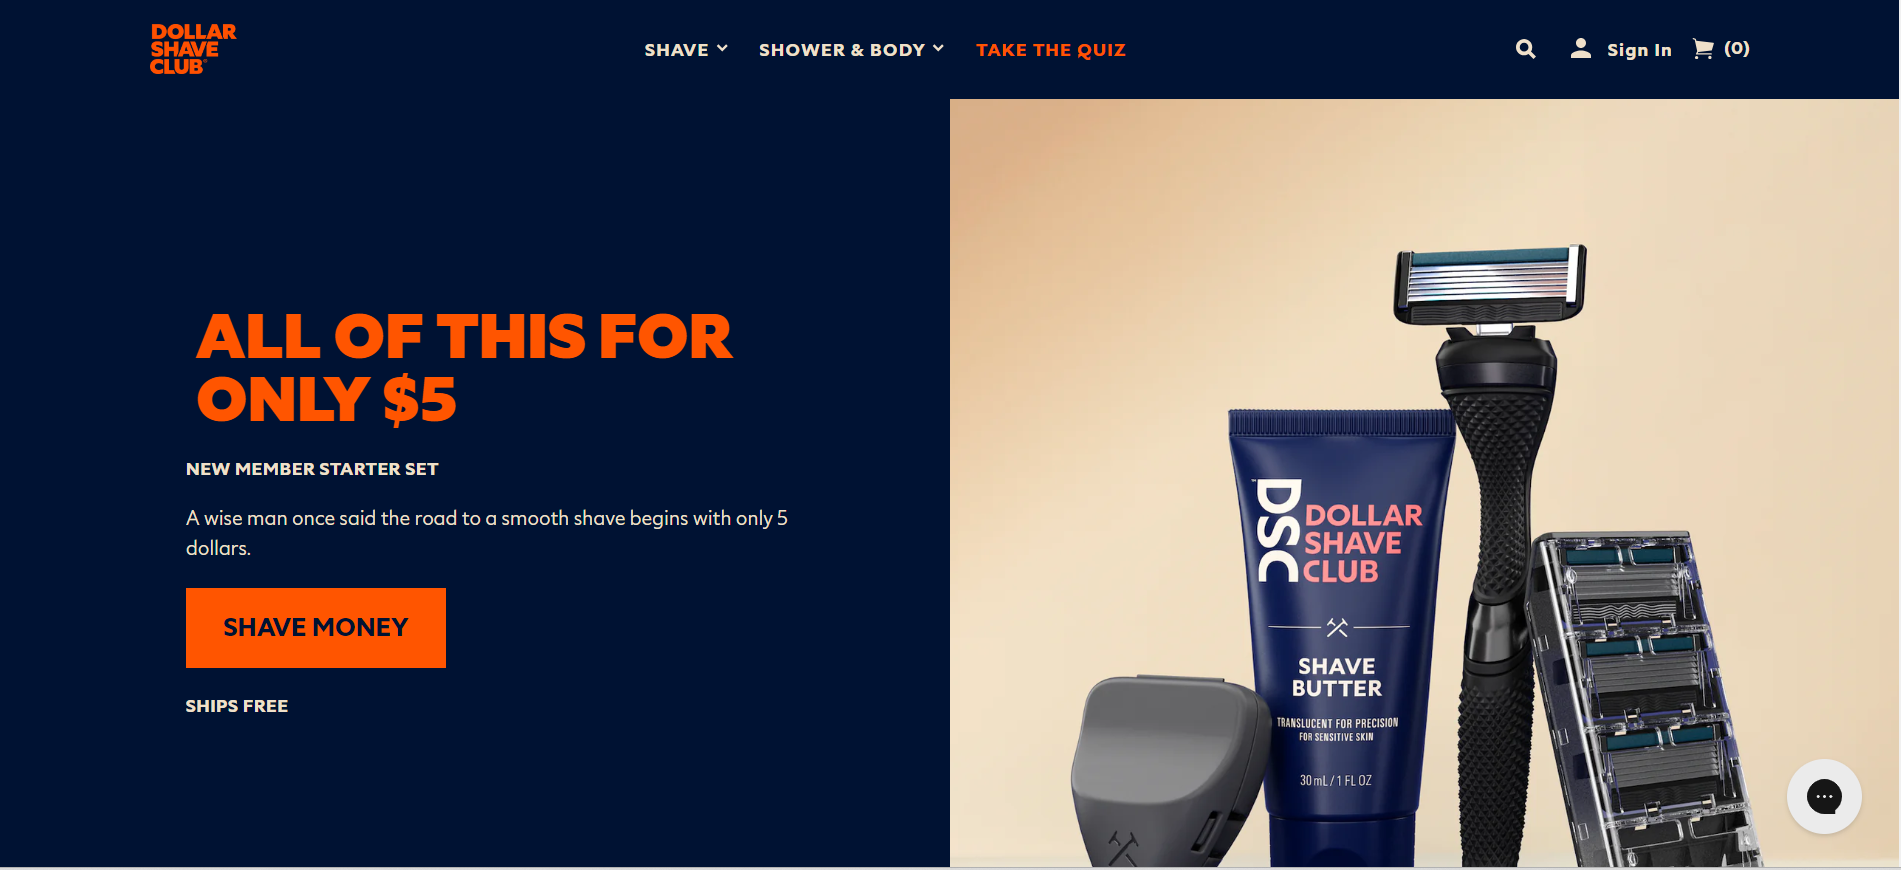 DOLLAR
SHAVE
CLUB
SHAVE
SHOWER & BODY
TAKE THE QUIZ
Sign In
(0)
ALL OF THIS FOR
ONLY $5
NEW MEMBER STARTER SET
A wise man once said the road to a smooth shave begins with only 5
dollars.
SHAVE MONEY
SHIPS FREE
DSC
DOLLAR
SHAVE
CLUB
SHAVE
BUTTER
TRANSLUCENT FOR PRECISION
FOR SENSITIVE SKIN
30 mL / 1 FL OZ